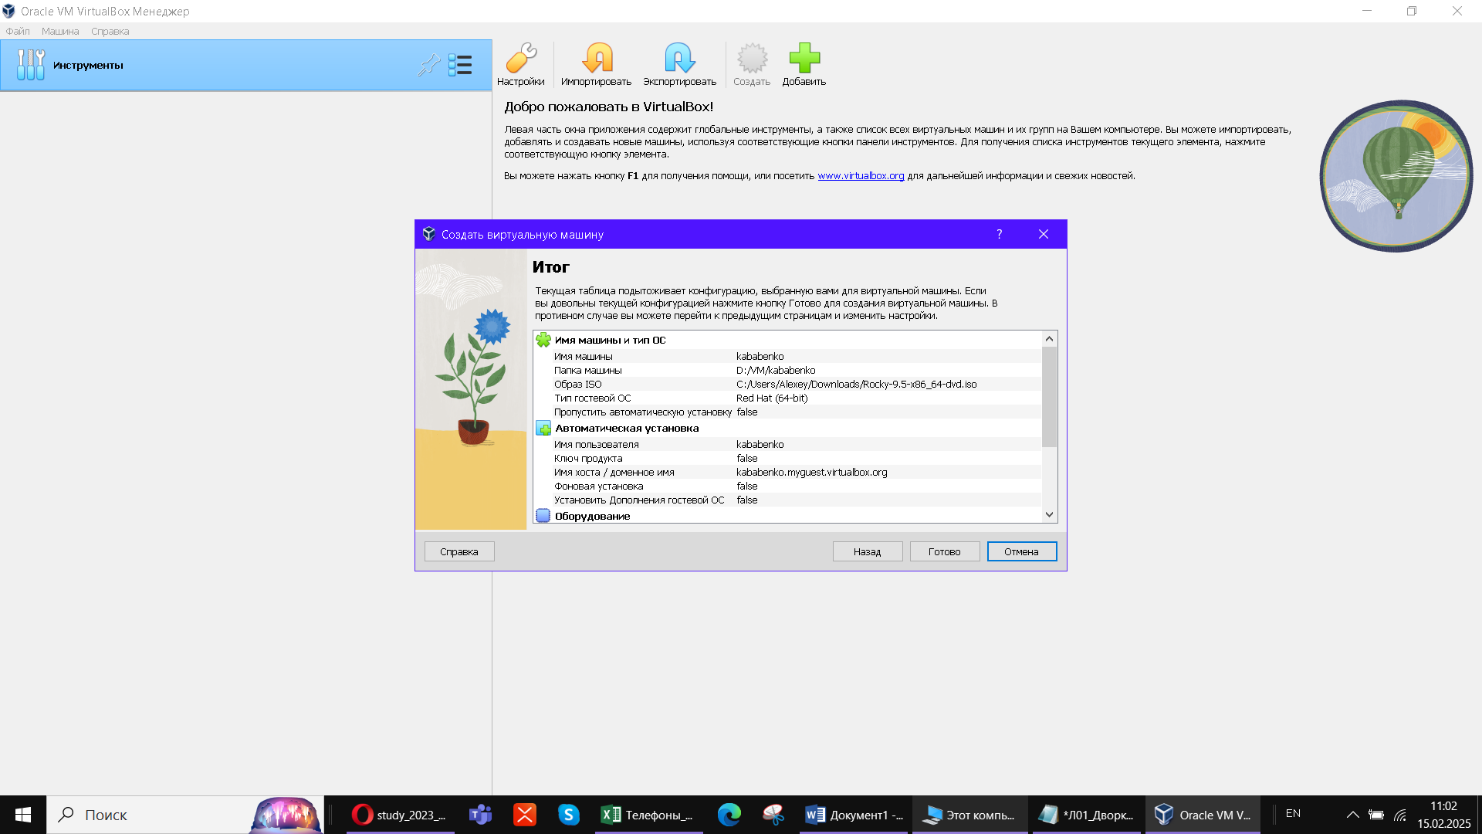 Oracle VM VirtualBox Менеджер
Файл Машина Справка
Инструменты
Настройки Импортировать Экспортировать Создать Добавить
Добро пожаловать в VirtualBox!
Левая часть окна приложения содержит глобальные инструменты, а также список всех виртуальных машин и их групп на Вашем компьютере. Вы можете импортировать,
добавлять и создавать новые машины, используя соответствующие кнопки панели инструментов. Для получения списка инструментов текущего элемента, нажмите
соответствующую кнопку элемента.
Вы можете нажать кнопку F1 для получения помощи, или посетить www.virtualbox.org для дальнейшей информации и свежих новостей.
Создать виртуальную машину ?
Итог
Текущая таблица подытоживает конфигурацию, выбранную вами для виртуальной машины. Если
вы довольны текущей конфигурацией нажмите кнопку Готово для создания виртуальной машины. В
противном случае вы можете перейти к предыдущим страницам и изменить настройки.
Имя машины и тип ОС
Имя машины kababenko
Папка машины D:/VM/kababenko
Образ ISO C:/Users/Alexey/Downloads/Rocky-9.5-x86_64-dvd.iso
Тип гостевой ОС Red Hat (64-bit)
Пропустить автоматическую установку false
Автоматическая установка
Имя пользователя kababenko
Ключ продукта false
Имя хоста / доменное имя kababenko.myguest.virtualbox.org
Фоновая установка false
Установить Дополнения гостевой ОС false
Оборудование
Справка Назад Готово Отмена
Поиск study_2023_... Телефоны_... Документ1 -... Этот компь... *Л01_Дворк... Oracle VM V... EN
11:02
15.02.2025